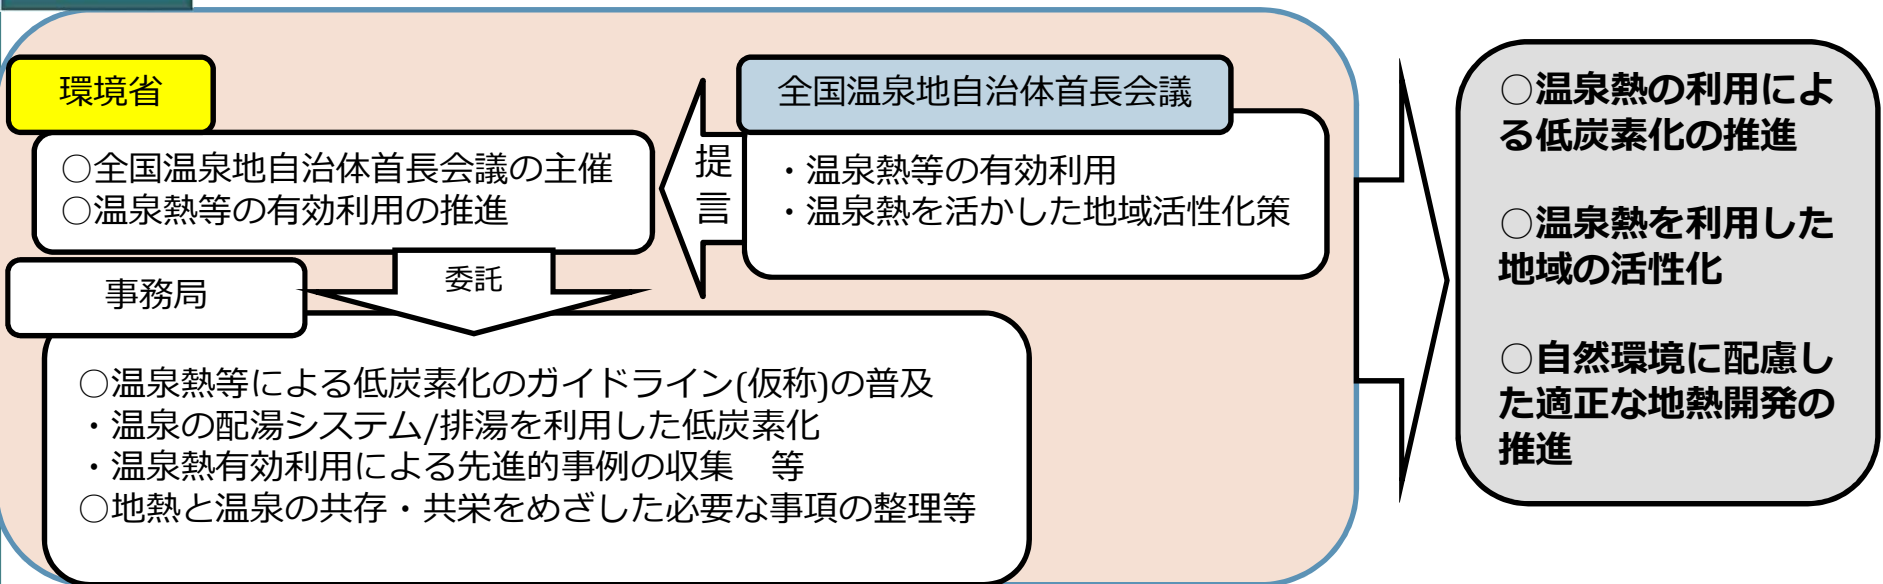 環境省
○全国温泉地自治体首長会議の主催
○温泉熱等の有効利用の推進
提
言
全国温泉地自治体首長会議
・温泉熱等の有効利用
・温泉熱を活かした地域活性化策
委託
事務局
○温泉熱等による低炭素化のガイドライン(仮称)の普及
・温泉の配湯システム/排湯を利用した低炭素化
・温泉熱有効利用による先進的事例の収集　等
○地熱と温泉の共存・共栄をめざした必要な事項の整理等
○温泉熱の利用によ
る低炭素化の推進
○温泉熱を利用した
地域の活性化
○自然環境に配慮し
た適正な地熱開発の
推進